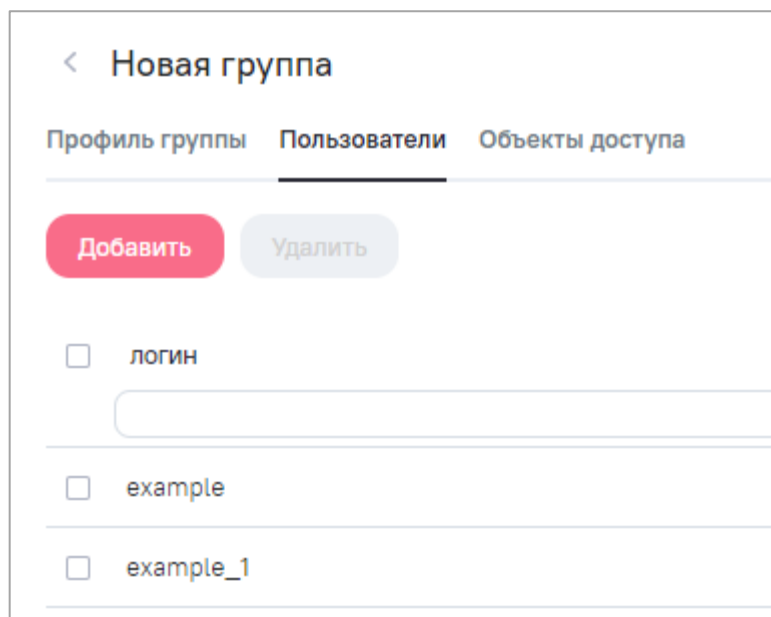 Новая группа
Профиль группы Пользователи Объекты доступа
Добавить Удалить
логин
example
example_1